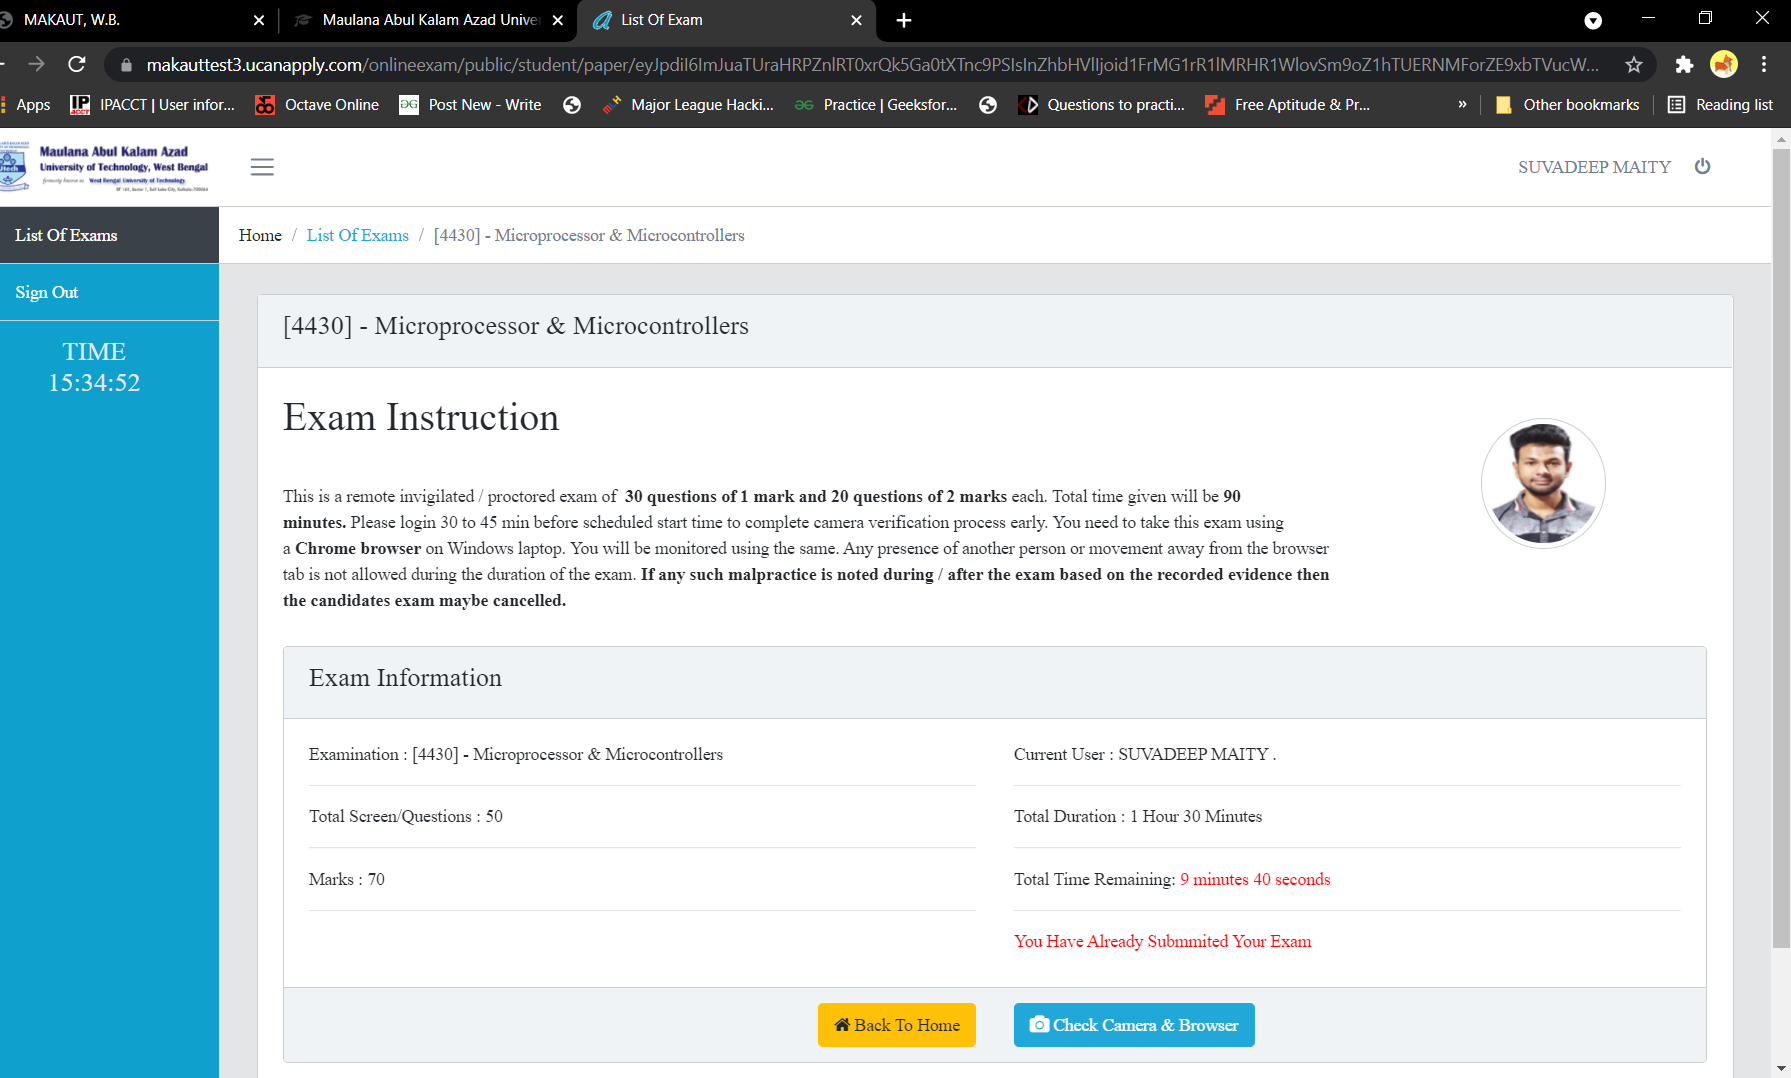 MAKAUT, W.B.
Maulana Abul Kalam Azad Unive
List Of Exam
makauttest3.ucanapply.com/onlineexam/public/student/paper/
Apps
IPACCT | User infor...
Octave Online
Post New - Write
Major League Hacki...
Practice | Geeksfor...
Questions to practi...
Free Aptitude & Pr...
»
Other bookmarks
Reading list
Maulana Abul Kalam Azad
University of Technology, West Bengal
formerly known as West Bengal University of Technology
SUVADEEP MAITY
List Of Exams
Home / List Of Exams / [4430] - Microprocessor & Microcontrollers
Sign Out
TIME
15:34:52
[4430] - Microprocessor & Microcontrollers
Exam Instruction
This is a remote invigilated / proctored exam of 30 questions of 1 mark and 20 questions of 2 marks each. Total time given will be 90
minutes. Please login 30 to 45 min before scheduled start time to complete camera verification process early. You need to take this exam using
a Chrome browser on Windows laptop. You will be monitored using the same. Any presence of another person or movement away from the browser
tab is not allowed during the duration of the exam. If any such malpractice is noted during / after the exam based on the recorded evidence then
the candidates exam maybe cancelled.
Exam Information
Examination : [4430] - Microprocessor & Microcontrollers
Current User : SUVADEEP MAITY .
Total Screen/Questions : 50
Total Duration : 1 Hour 30 Minutes
Marks : 70
Total Time Remaining: 9 minutes 40 seconds
You Have Already Submmited Your Exam
Back To Home
Check Camera & Browser